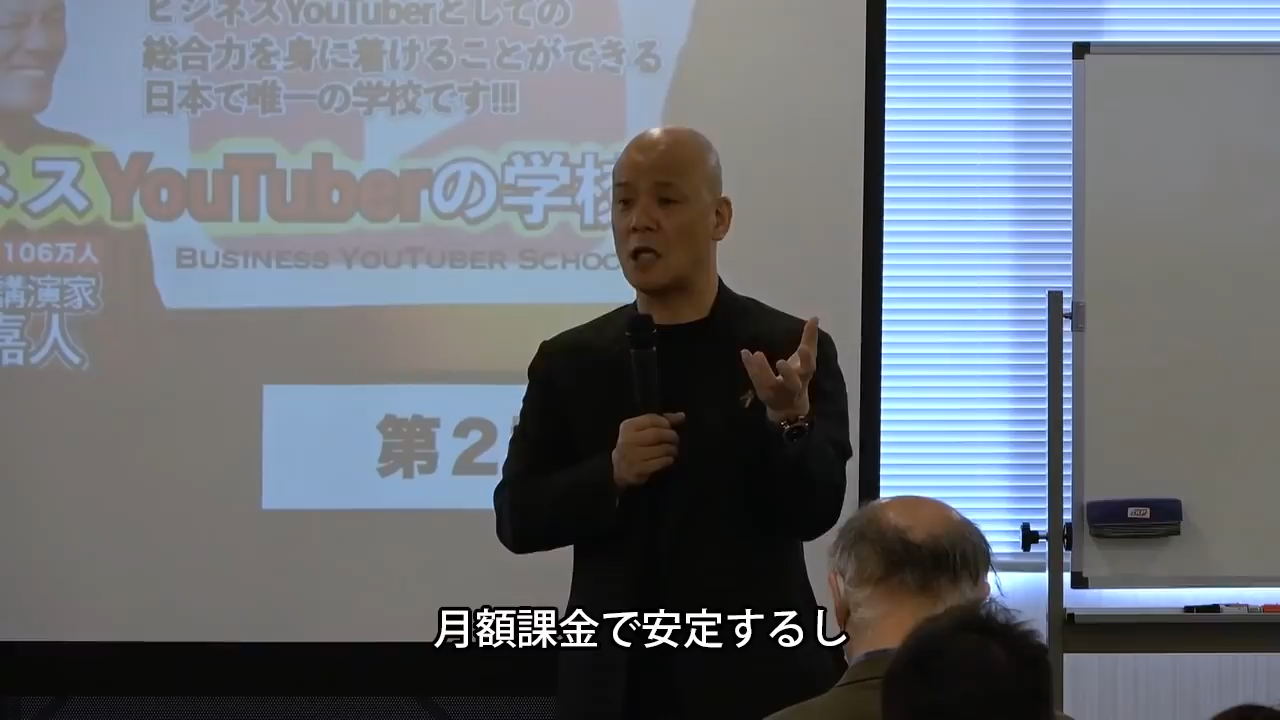 ビジネスYouTuberとしての
総合力を身に着けることができる
日本で唯一の学校です!!!
ネスYouTuberの学校
106万人
BUSINESS YOUTUBER SCHOO
講演家
嘉人
第2
月額課金で安定するし